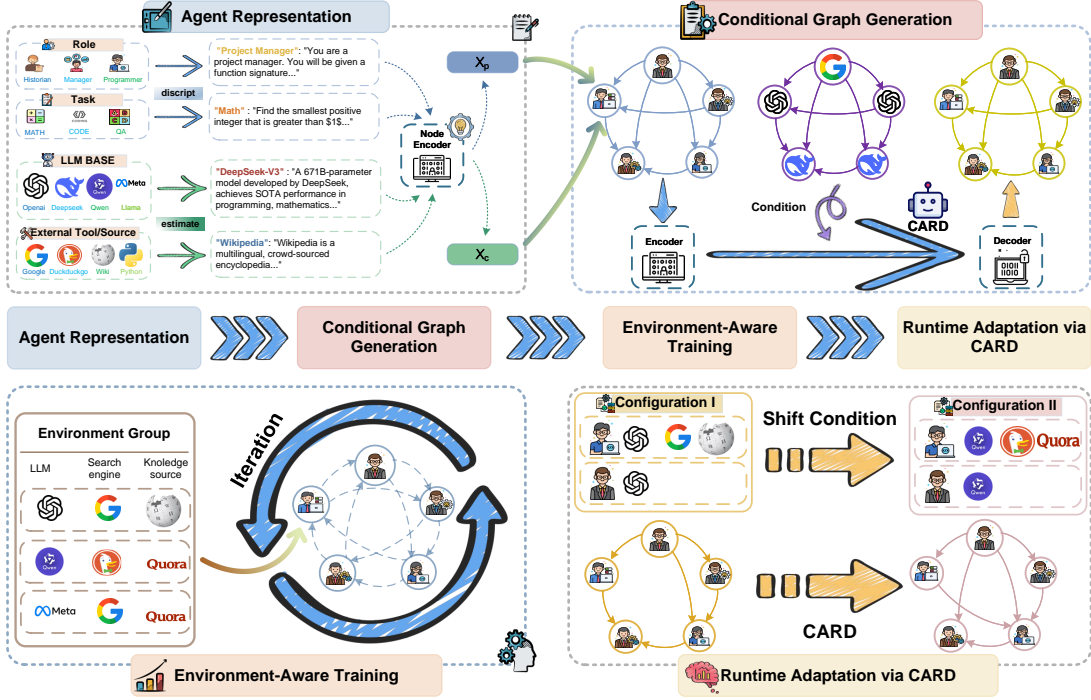 Agent Representation
Role
Historian
Manager
Programmer
Task
MATH
CODE
QA
LLM BASE
Openai
Deepseek
Qwen
Meta
Llama
External Tool/Source
Google
Duckduckgo
Wiki
Python
discript
estimate
"Project Manager": "You are a
project manager. You will be given a
function signature..."
"Math" : "Find the smallest positive
integer that is greater than $1$..."
"DeepSeek-V3" : "A 671B-parameter
model developed by DeepSeek,
achieves SOTA performance in
programming, mathematics..."
"Wikipedia": "Wikipedia is a
multilingual, crowd-sourced
encyclopedia..."
Node
Encoder
Xp
Xc
Conditional Graph Generation
Condition
CARD
Encoder
Decoder
Agent Representation
Conditional Graph
Generation
Environment-Aware
Training
Runtime Adaptation via
CARD
Environment Group
LLM
Search
engine
Knoledge
source
Qwen
Quora
Meta
Quora
Iteration
Environment-Aware Training
Configuration I
Shift Condition
Configuration II
Qwen
Quora
Qwen
CARD
Runtime Adaptation via CARD